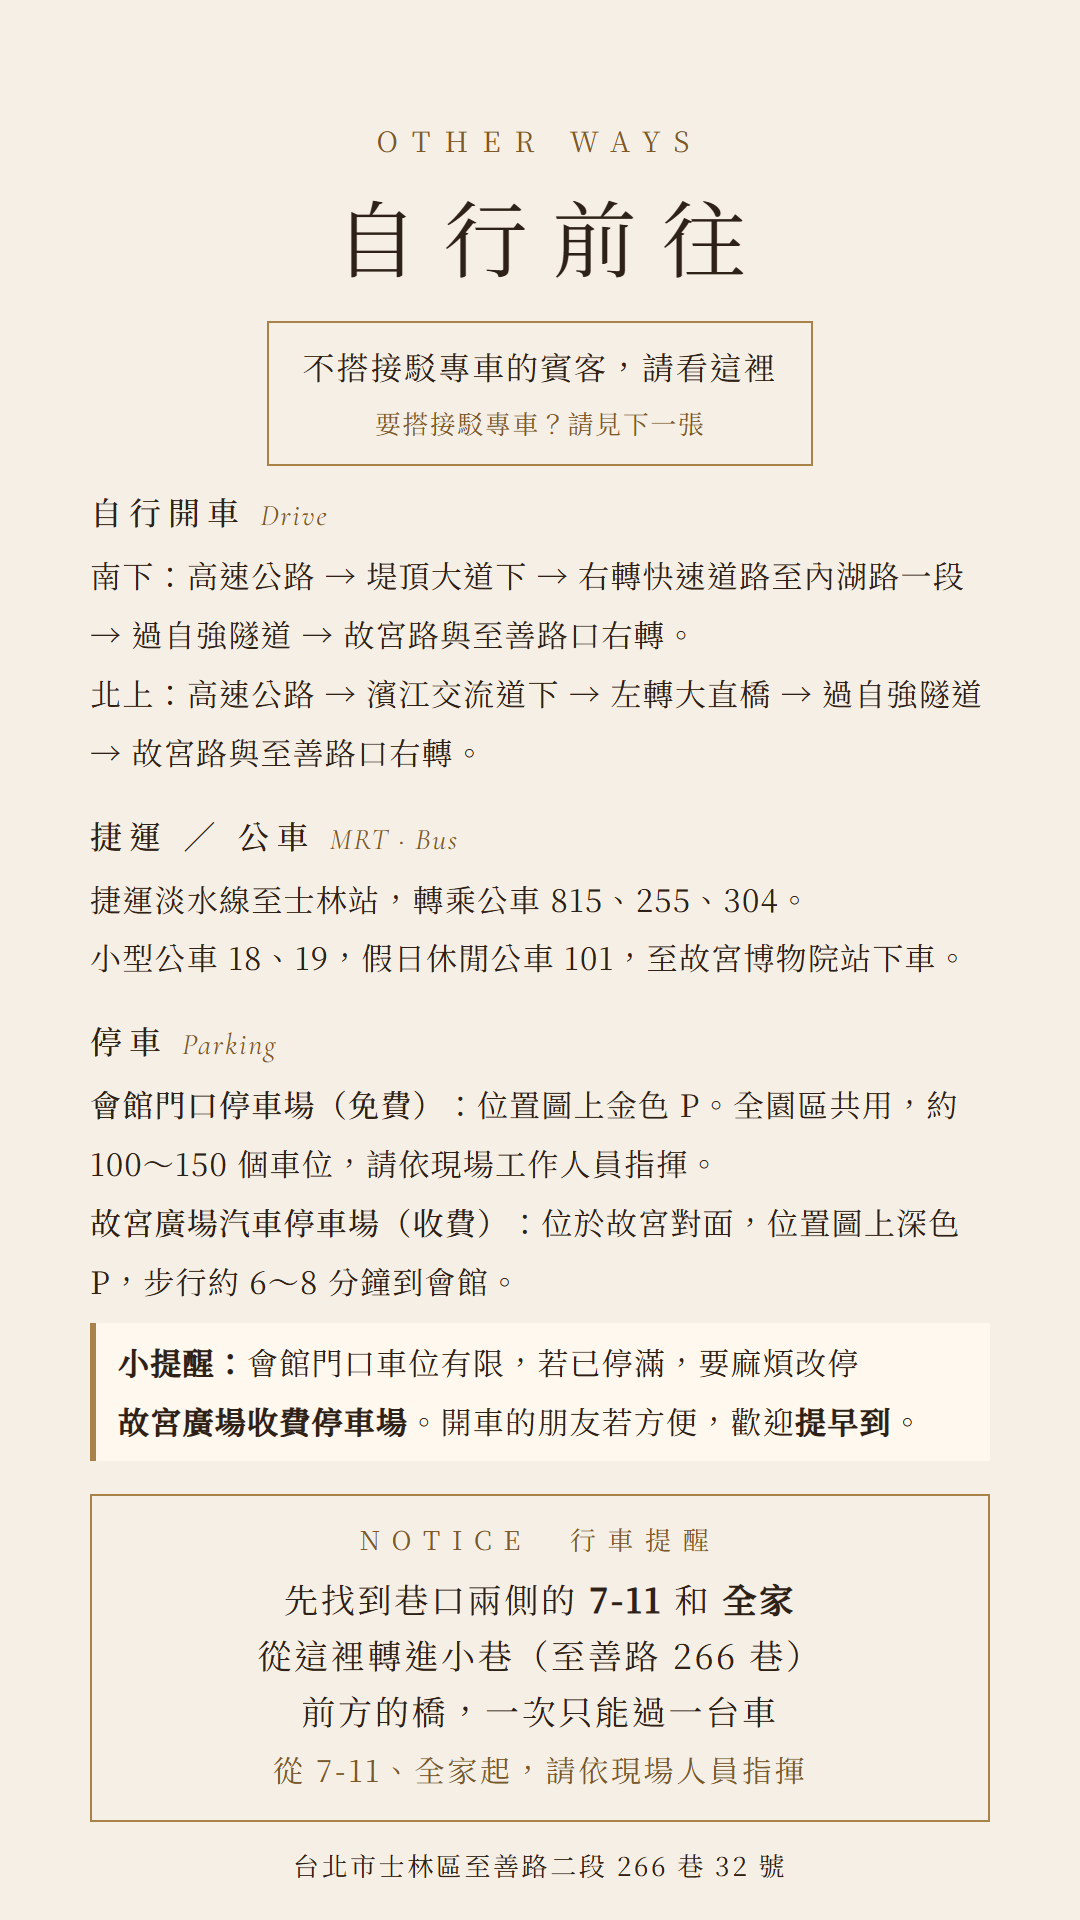 OTHER WAYS
自行前往
不搭接駁專車的賓客，請看這裡
要搭接駁專車？請見下一張
自行開車 Drive
南下：高速公路 → 堤頂大道下 → 右轉快速道路至內湖路一段
→ 過自強隧道 → 故宮路與至善路口右轉。
北上：高速公路 → 濱江交流道下 → 左轉大直橋 → 過自強隧道
→ 故宮路與至善路口右轉。
捷運 ／ 公車 MRT · Bus
捷運淡水線至士林站，轉乘公車 815、255、304。
小型公車 18、19，假日休閒公車 101，至故宮博物院站下車。
停車 Parking
會館門口停車場（免費）：位置圖上金色 P。全園區共用，約
100～150 個車位，請依現場工作人員指揮。
故宮廣場汽車停車場（收費）：位於故宮對面，位置圖上深色
P，步行約 6～8 分鐘到會館。
小提醒：會館門口車位有限，若已停滿，要麻煩改停
故宮廣場收費停車場。開車的朋友若方便，歡迎提早到。
NOTICE 行車提醒
先找到巷口兩側的 7-11 和 全家
從這裡轉進小巷（至善路 266 巷）
前方的橋，一次只能過一台車
從 7-11、全家起，請依現場人員指揮
台北市士林區至善路二段 266 巷 32 號